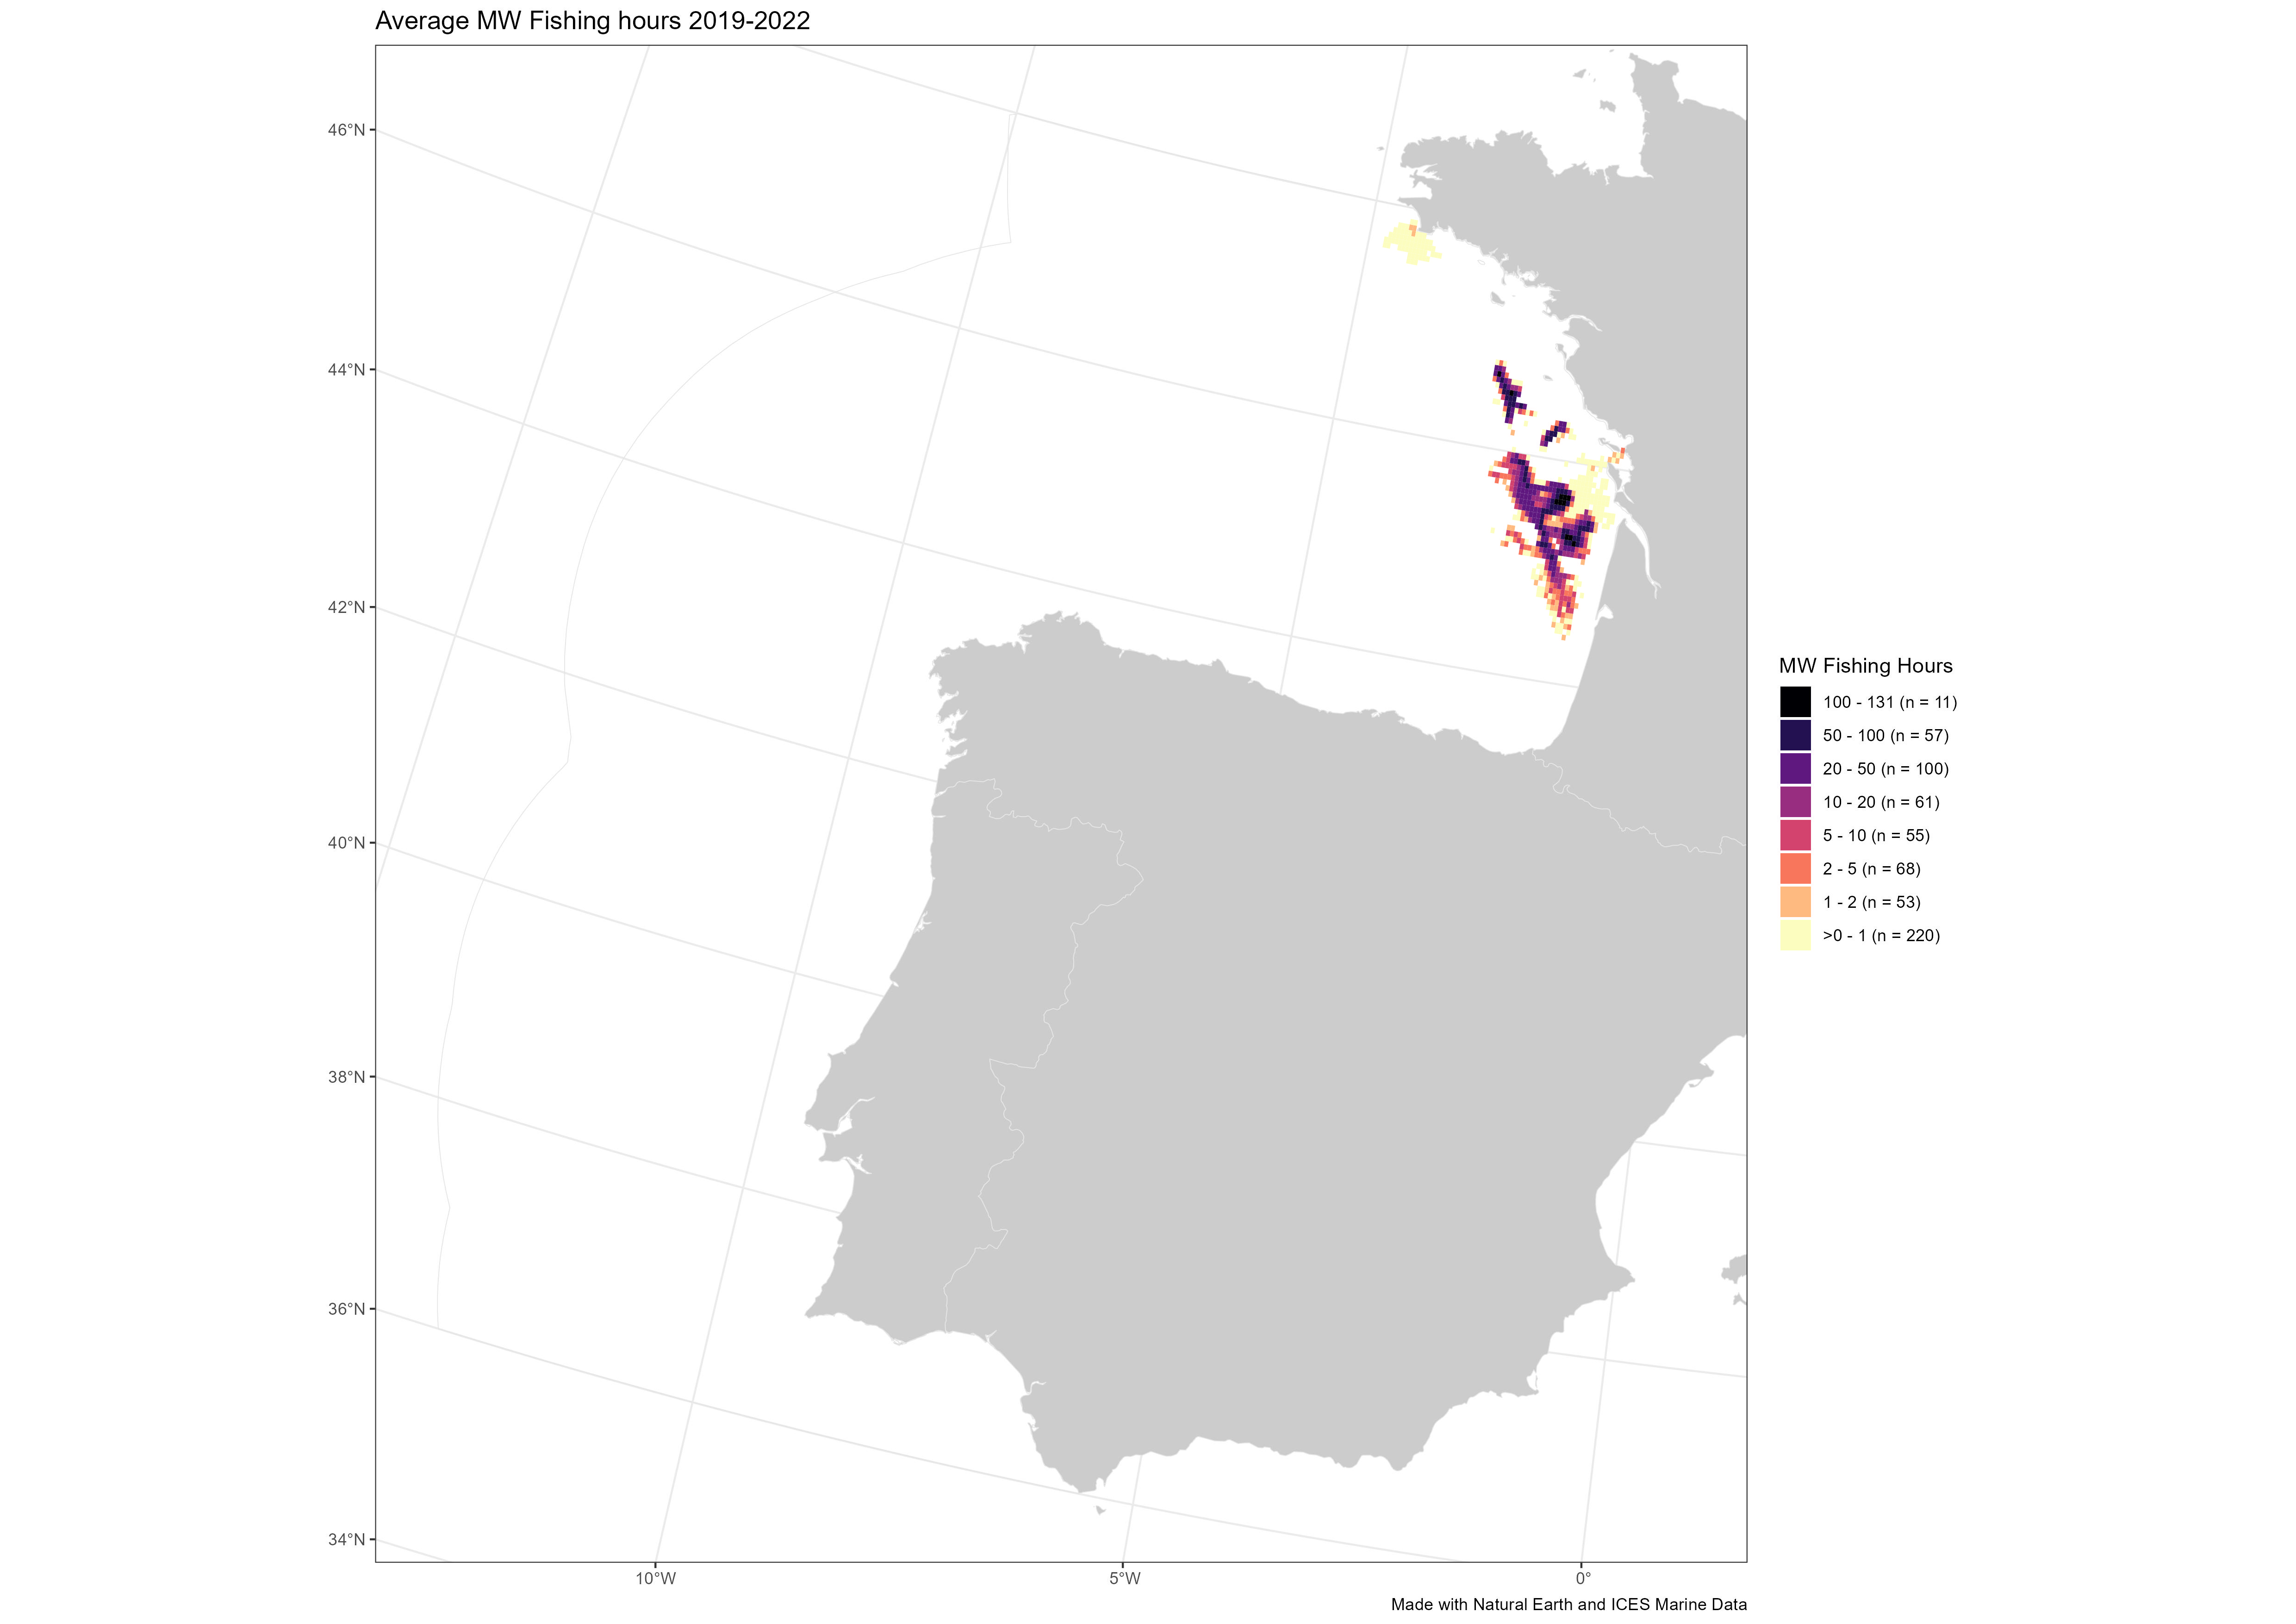 Average MW Fishing hours 2019-2022
46°N
44°N
42°N
40°N
38°N
36°N
34°N
10°W
5°W
0°
MW Fishing Hours
100 - 131 (n = 11)
50 - 100 (n = 57)
20 - 50 (n = 100)
10 - 20 (n = 61)
5 - 10 (n = 55)
2 - 5 (n = 68)
1 - 2 (n = 53)
>0 - 1 (n = 220)
Made with Natural Earth and ICES Marine Data